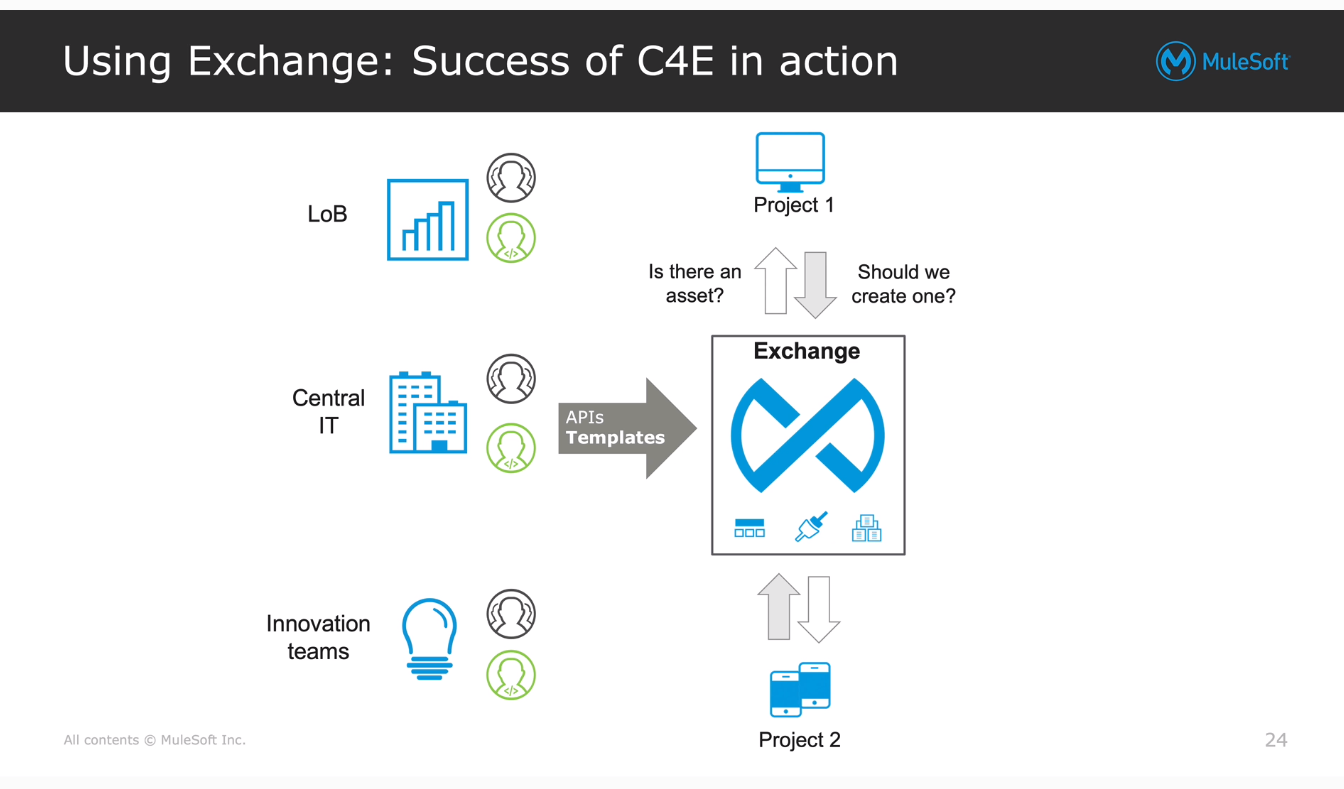 Using Exchange: Success of C4E in action
MuleSoft
LoB
Project 1
Is there an
asset?
Should we
create one?
Exchange
Central
IT
APIs
Templates
</>
</>
</>
Innovation
teams
Project 2
All contents © MuleSoft Inc.
24